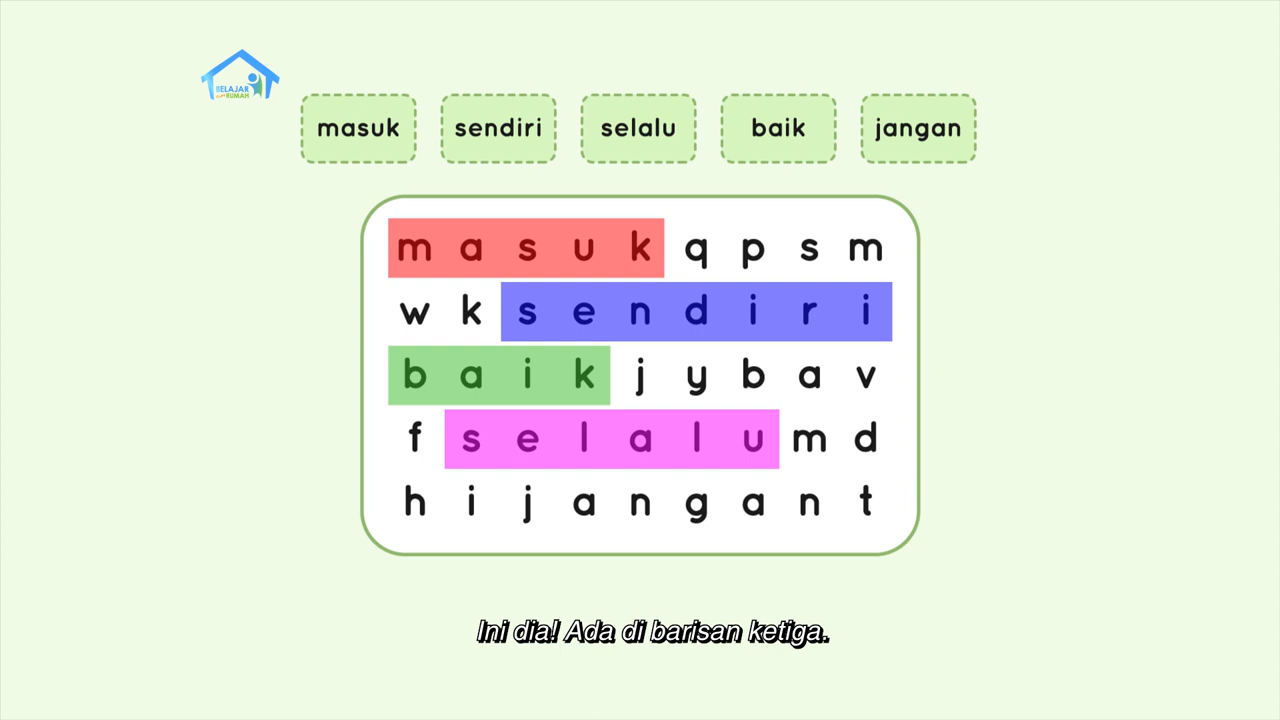 BELAJAR
RUMAH
masuk sendiri selalu baik jangan
m a s u k q p s m
w k s e n d i r i
b a i k j y b a v
f s e l a l u m d
h i j a n g a n t
Ini dia! Ada di barisan ketiga.